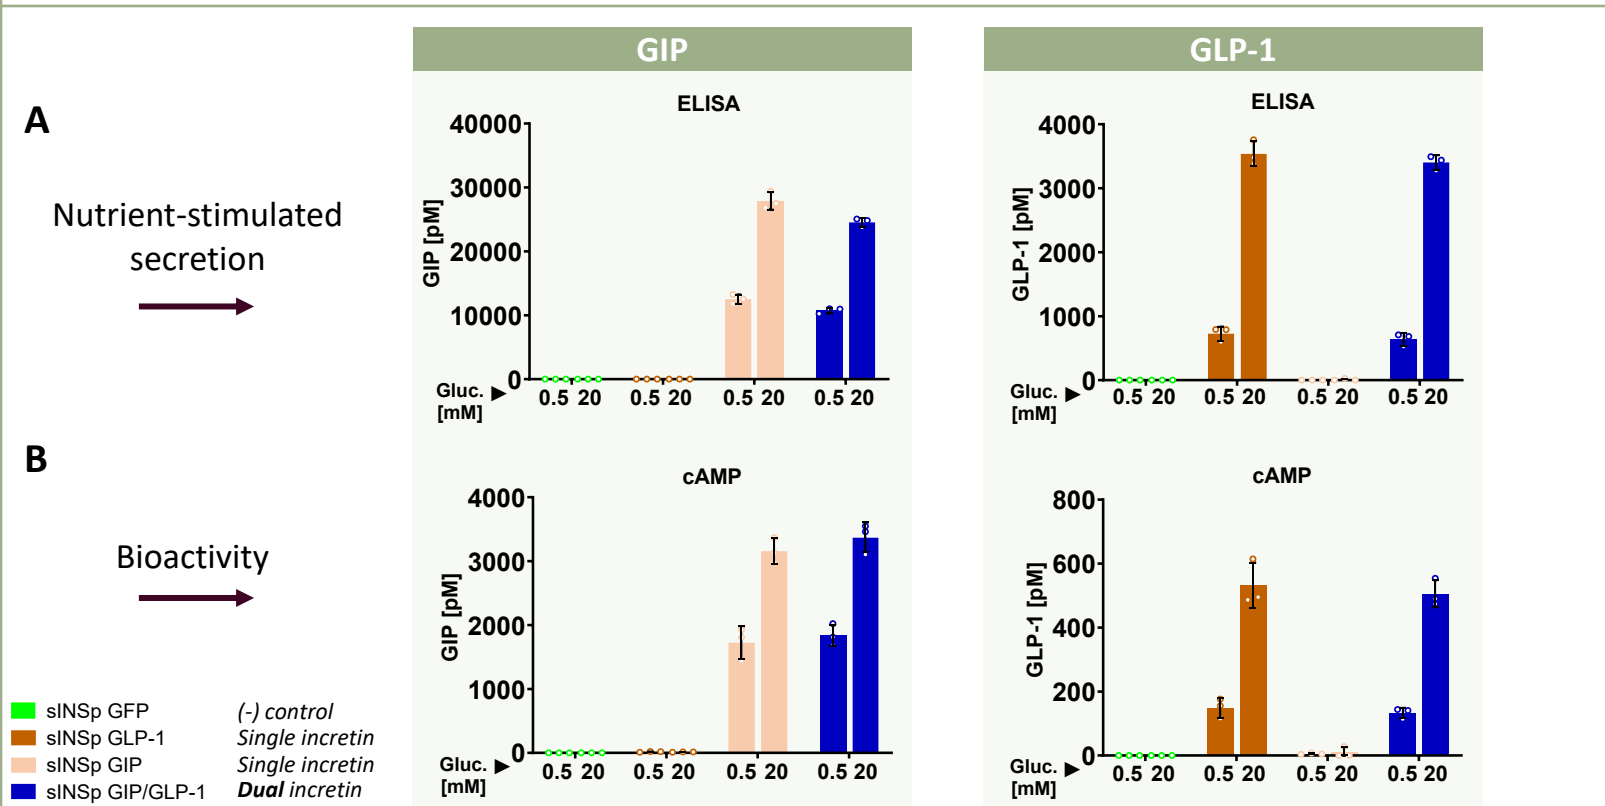 GIP
GLP-1
A
Nutrient-stimulated
secretion
ELISA
GIP [pM]
40000
30000
20000
10000
0
Gluc. ►
[mM]
0.5 20 0.5 20 0.5 20 0.5 20
ELISA
GLP-1 [pM]
4000
3000
2000
1000
0
Gluc. ►
[mM]
0.5 20 0.5 20 0.5 20 0.5 20
B
Bioactivity
cAMP
GIP [pM]
4000
3000
2000
1000
0
Gluc. ►
[mM]
0.5 20 0.5 20 0.5 20 0.5 20
cAMP
GLP-1 [pM]
800
600
400
200
0
Gluc. ►
[mM]
0.5 20 0.5 20 0.5 20 0.5 20
sINSp GFP (-) control
sINSp GLP-1 Single incretin
sINSp GIP Single incretin
sINSp GIP/GLP-1 Dual incretin